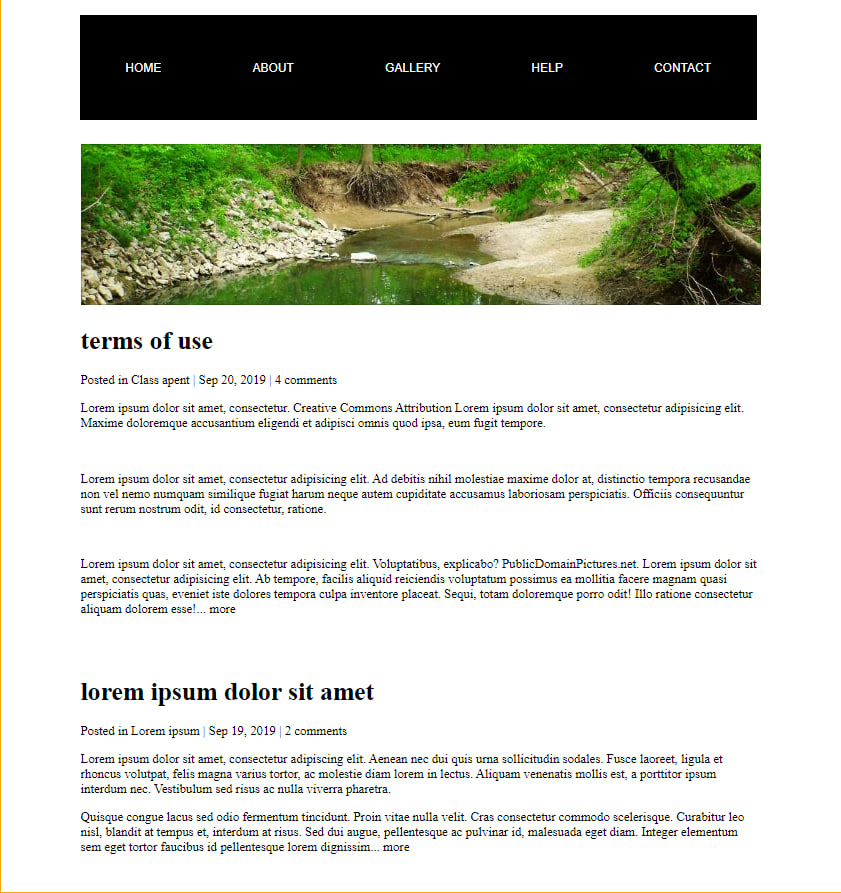 HOME ABOUT GALLERY HELP CONTACT
terms of use
Posted in Class apent | Sep 20, 2019 | 4 comments
Lorem ipsum dolor sit amet, consectetur. Creative Commons Attribution Lorem ipsum dolor sit amet, consectetur adipisicing elit.
Maxime doloremque accusantium eligendi et adipisci omnis quod ipsa, eum fugit tempore.
Lorem ipsum dolor sit amet, consectetur adipisicing elit. Ad debitis nihil molestiae maxime dolor at, distinctio tempora recusandae
non vel nemo numquam similique fugiat harum neque autem cupiditate accusamus laboriosam perspiciatis. Officiis consequuntur
sunt rerum nostrum odit, id consectetur, ratione.
Lorem ipsum dolor sit amet, consectetur adipisicing elit. Voluptatibus, explicabo? PublicDomainPictures.net. Lorem ipsum dolor sit
amet, consectetur adipisicing elit. Ab tempore, facilis aliquid reiciendis voluptatum possimus ea mollitia facere magnam quasi
perspiciatis quas, eveniet iste dolores tempora culpa inventore placeat. Sequi, totam doloremque porro odit! Illo ratione consectetur
aliquam dolorem esse!... more
lorem ipsum dolor sit amet
Posted in Lorem ipsum | Sep 19, 2019 | 2 comments
Lorem ipsum dolor sit amet, consectetur adipiscing elit. Aenean nec dui quis urna sollicitudin sodales. Fusce laoreet, ligula et
rhoncus volutpat, felis magna varius tortor, ac molestie diam lorem in lectus. Aliquam venenatis mollis est, a porttitor ipsum
interdum nec. Vestibulum sed risus ac nulla viverra pharetra.
Quisque congue lacus sed odio fermentum tincidunt. Proin vitae nulla velit. Cras consectetur commodo scelerisque. Curabitur leo
nisl, blandit at tempus et, interdum at risus. Sed dui augue, pellentesque ac pulvinar id, malesuada eget diam. Integer elementum
sem eget tortor faucibus id pellentesque lorem dignissim... more